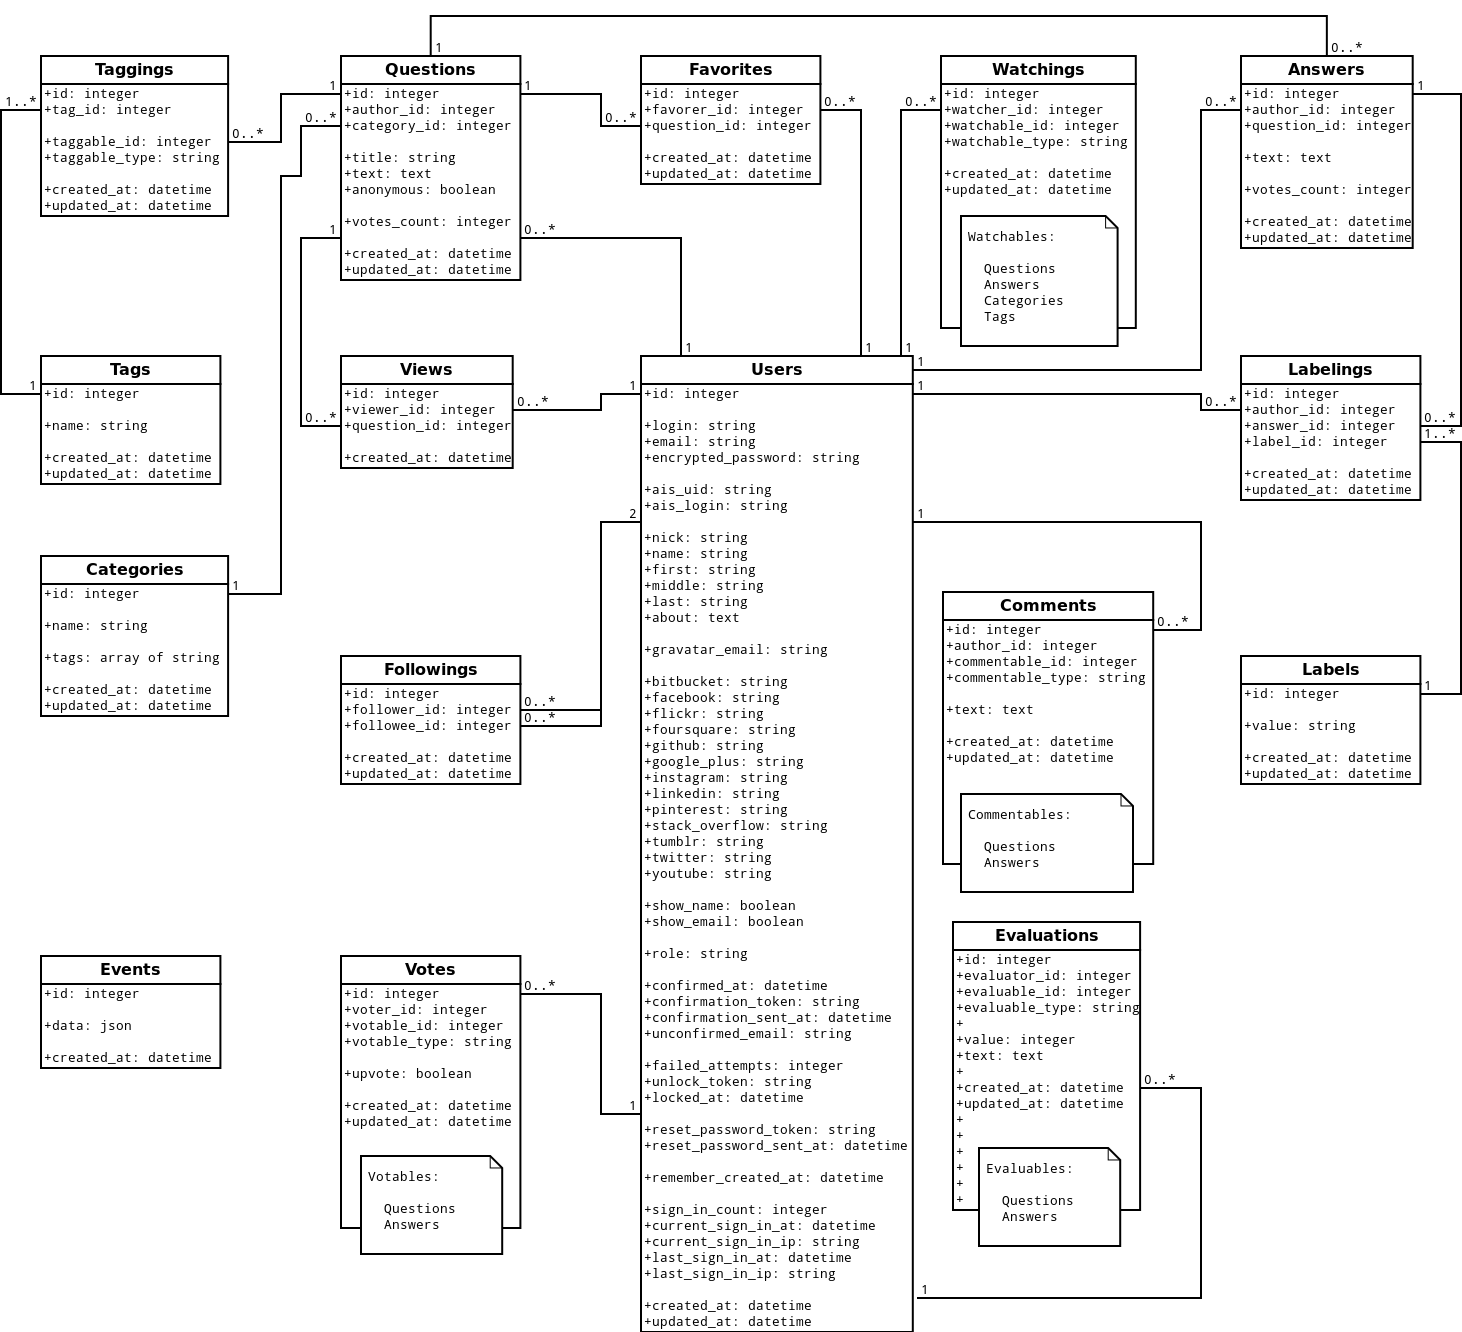 1
0..*
Taggings
+id: integer
+tag_id: integer
+taggable_id: integer
+taggable_type: string
+created_at: datetime
+updated_at: datetime
1..*
0..*
1
0..*
Questions
+id: integer
+author_id: integer
+category_id: integer
+title: string
+text: text
+anonymous: boolean
+votes_count: integer
+created_at: datetime
+updated_at: datetime
1
1
0..*
0..*
Favorites
+id: integer
+favorer_id: integer
+question_id: integer
+created_at: datetime
+updated_at: datetime
0..*
0..*
Watchings
+id: integer
+watcher_id: integer
+watchable_id: integer
+watchable_type: string
+created_at: datetime
+updated_at: datetime
Watchables:
Questions
Answers
Categories
Tags
0..*
Answers
+id: integer
+author_id: integer
+question_id: integer
+text: text
+votes_count: integer
+created_at: datetime
+updated_at: datetime
1
1
Tags
+id: integer
+name: string
+created_at: datetime
+updated_at: datetime
0..*
Views
+id: integer
+viewer_id: integer
+question_id: integer
+created_at: datetime
0..*
1
1
1
1
1
1
2
1
1
Users
+id: integer
+login: string
+email: string
+encrypted_password: string
+ais_uid: string
+ais_login: string
+nick: string
+name: string
+first: string
+middle: string
+last: string
+about: text
+gravatar_email: string
+bitbucket: string
+facebook: string
+flickr: string
+foursquare: string
+github: string
+google_plus: string
+instagram: string
+linkedin: string
+pinterest: string
+stack_overflow: string
+tumblr: string
+twitter: string
+youtube: string
+show_name: boolean
+show_email: boolean
+role: string
+confirmed_at: datetime
+confirmation_token: string
+confirmation_sent_at: datetime
+unconfirmed_email: string
+failed_attempts: integer
+unlock_token: string
+locked_at: datetime
+reset_password_token: string
+reset_password_sent_at: datetime
+remember_created_at: datetime
+sign_in_count: integer
+current_sign_in_at: datetime
+current_sign_in_ip: string
+last_sign_in_at: datetime
+last_sign_in_ip: string
+created_at: datetime
+updated_at: datetime
0..*
Labelings
+id: integer
+author_id: integer
+answer_id: integer
+label_id: integer
+created_at: datetime
+updated_at: datetime
0..*
1..*
Categories
+id: integer
+name: string
+tags: array of string
+created_at: datetime
+updated_at: datetime
1
Followings
+id: integer
+follower_id: integer
+followee_id: integer
+created_at: datetime
+updated_at: datetime
0..*
0..*
Comments
+id: integer
+author_id: integer
+commentable_id: integer
+commentable_type: string
+text: text
+created_at: datetime
+updated_at: datetime
Commentables:
Questions
Answers
0..*
Labels
+id: integer
+value: string
+created_at: datetime
+updated_at: datetime
1
Events
+id: integer
+data: json
+created_at: datetime
Votes
+id: integer
+voter_id: integer
+votable_id: integer
+votable_type: string
+upvote: boolean
+created_at: datetime
+updated_at: datetime
Votables:
Questions
Answers
0..*
Evaluations
+id: integer
+evaluator_id: integer
+evaluable_id: integer
+evaluable_type: string
+
+value: integer
+text: text
+
+created_at: datetime
+updated_at: datetime
+
+
+
+
+
+
Evaluables:
Questions
Answers
0..*
1